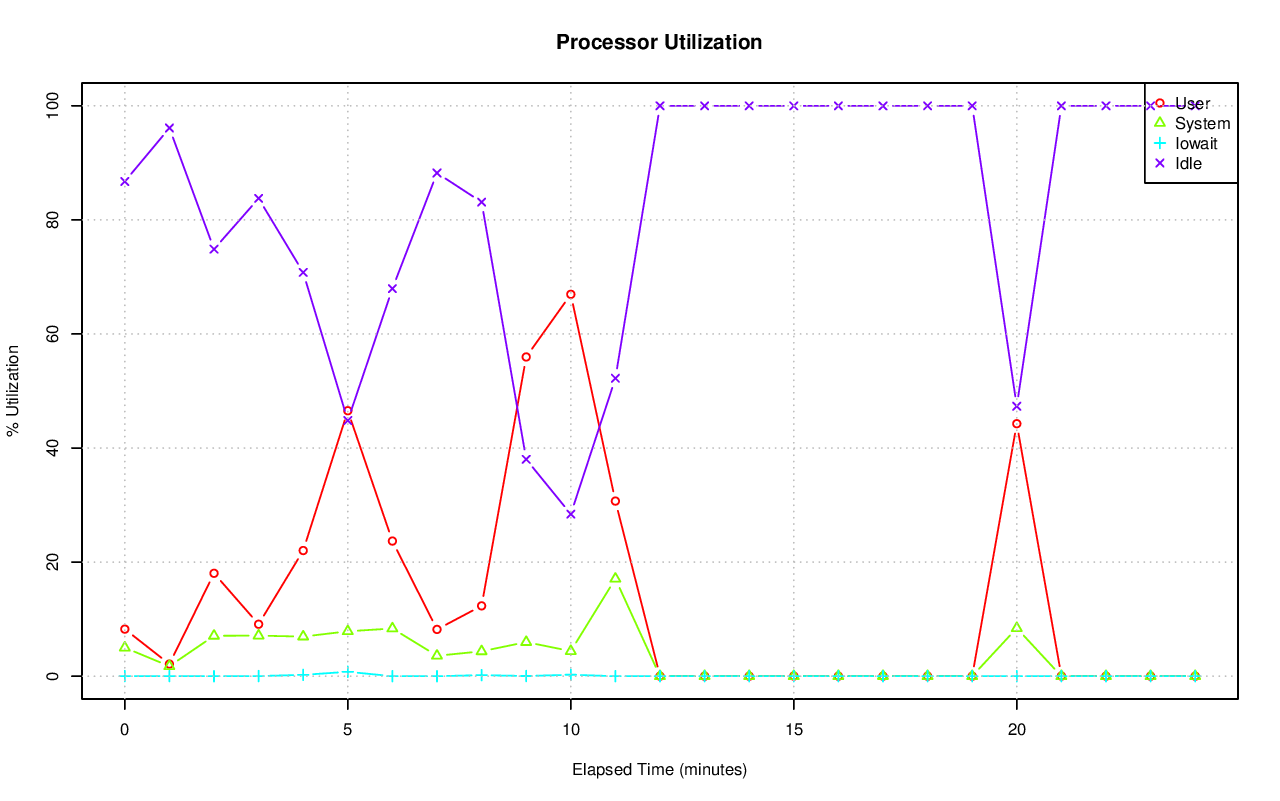 Processor Utilization
% Utilization
100
80
60
40
20
0
User
System
Iowait
Idle
0 5 10 15 20
Elapsed Time (minutes)